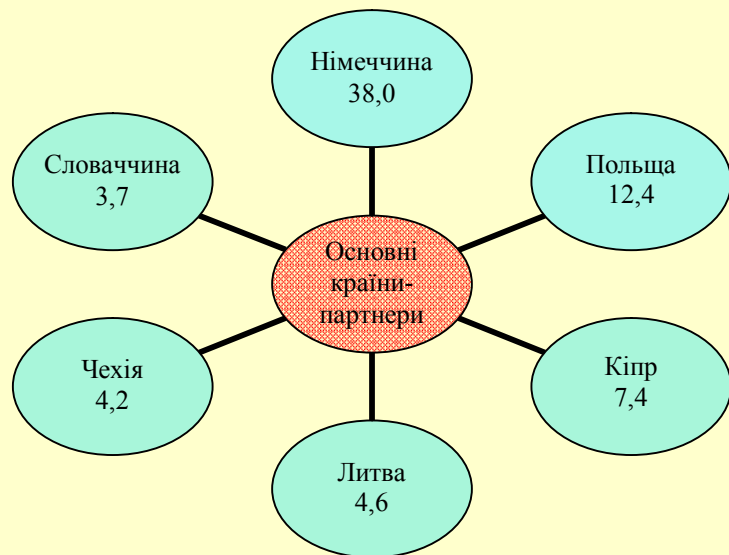 Німеччина
38,0
Словаччина
3,7
Польща
12,4
Основні
країни-
партнери
Чехія
4,2
Кіпр
7,4
Литва
4,6